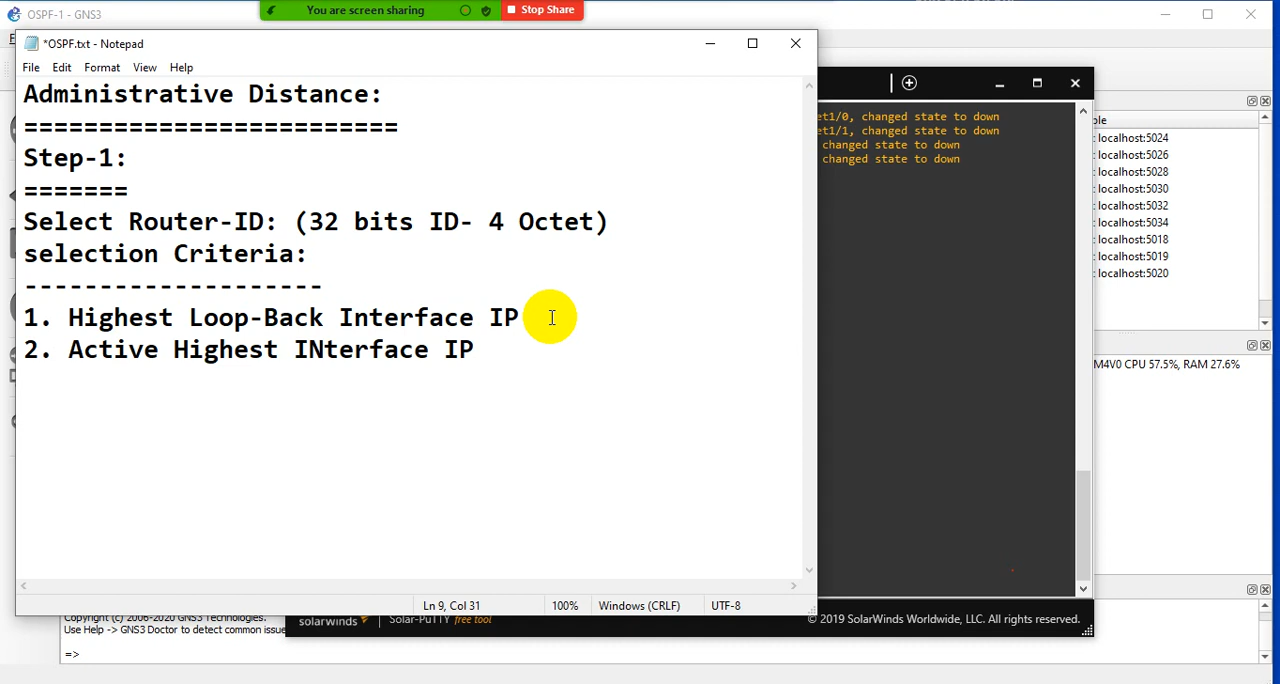 OSPF-1 - GNS3
You are screen sharing
Stop Share
*OSPF.txt - Notepad
File Edit Format View Help
Administrative Distance:
=========================
Step-1:
=======
Select Router-ID: (32 bits ID- 4 Octet)
selection Criteria:
--------------------
1. Highest Loop-Back Interface IP
2. Active Highest INterface IP
Ln 9, Col 31
100%
Windows (CRLF)
UTF-8
et1/0, changed state to down
et1/1, changed state to down
changed state to down
changed state to down
ole
: localhost:5024
: localhost:5026
: localhost:5028
: localhost:5030
: localhost:5032
: localhost:5034
: localhost:5018
: localhost:5019
: localhost:5020
M4V0 CPU 57.5%, RAM 27.6%
Copyright (c) 2006-2020 GNS3 Technologies.
Use Help -> GNS3 Doctor to detect common issue
=>
solarwinds | Solar-PuTTY free tool
© 2019 SolarWinds Worldwide, LLC. All rights reserved.